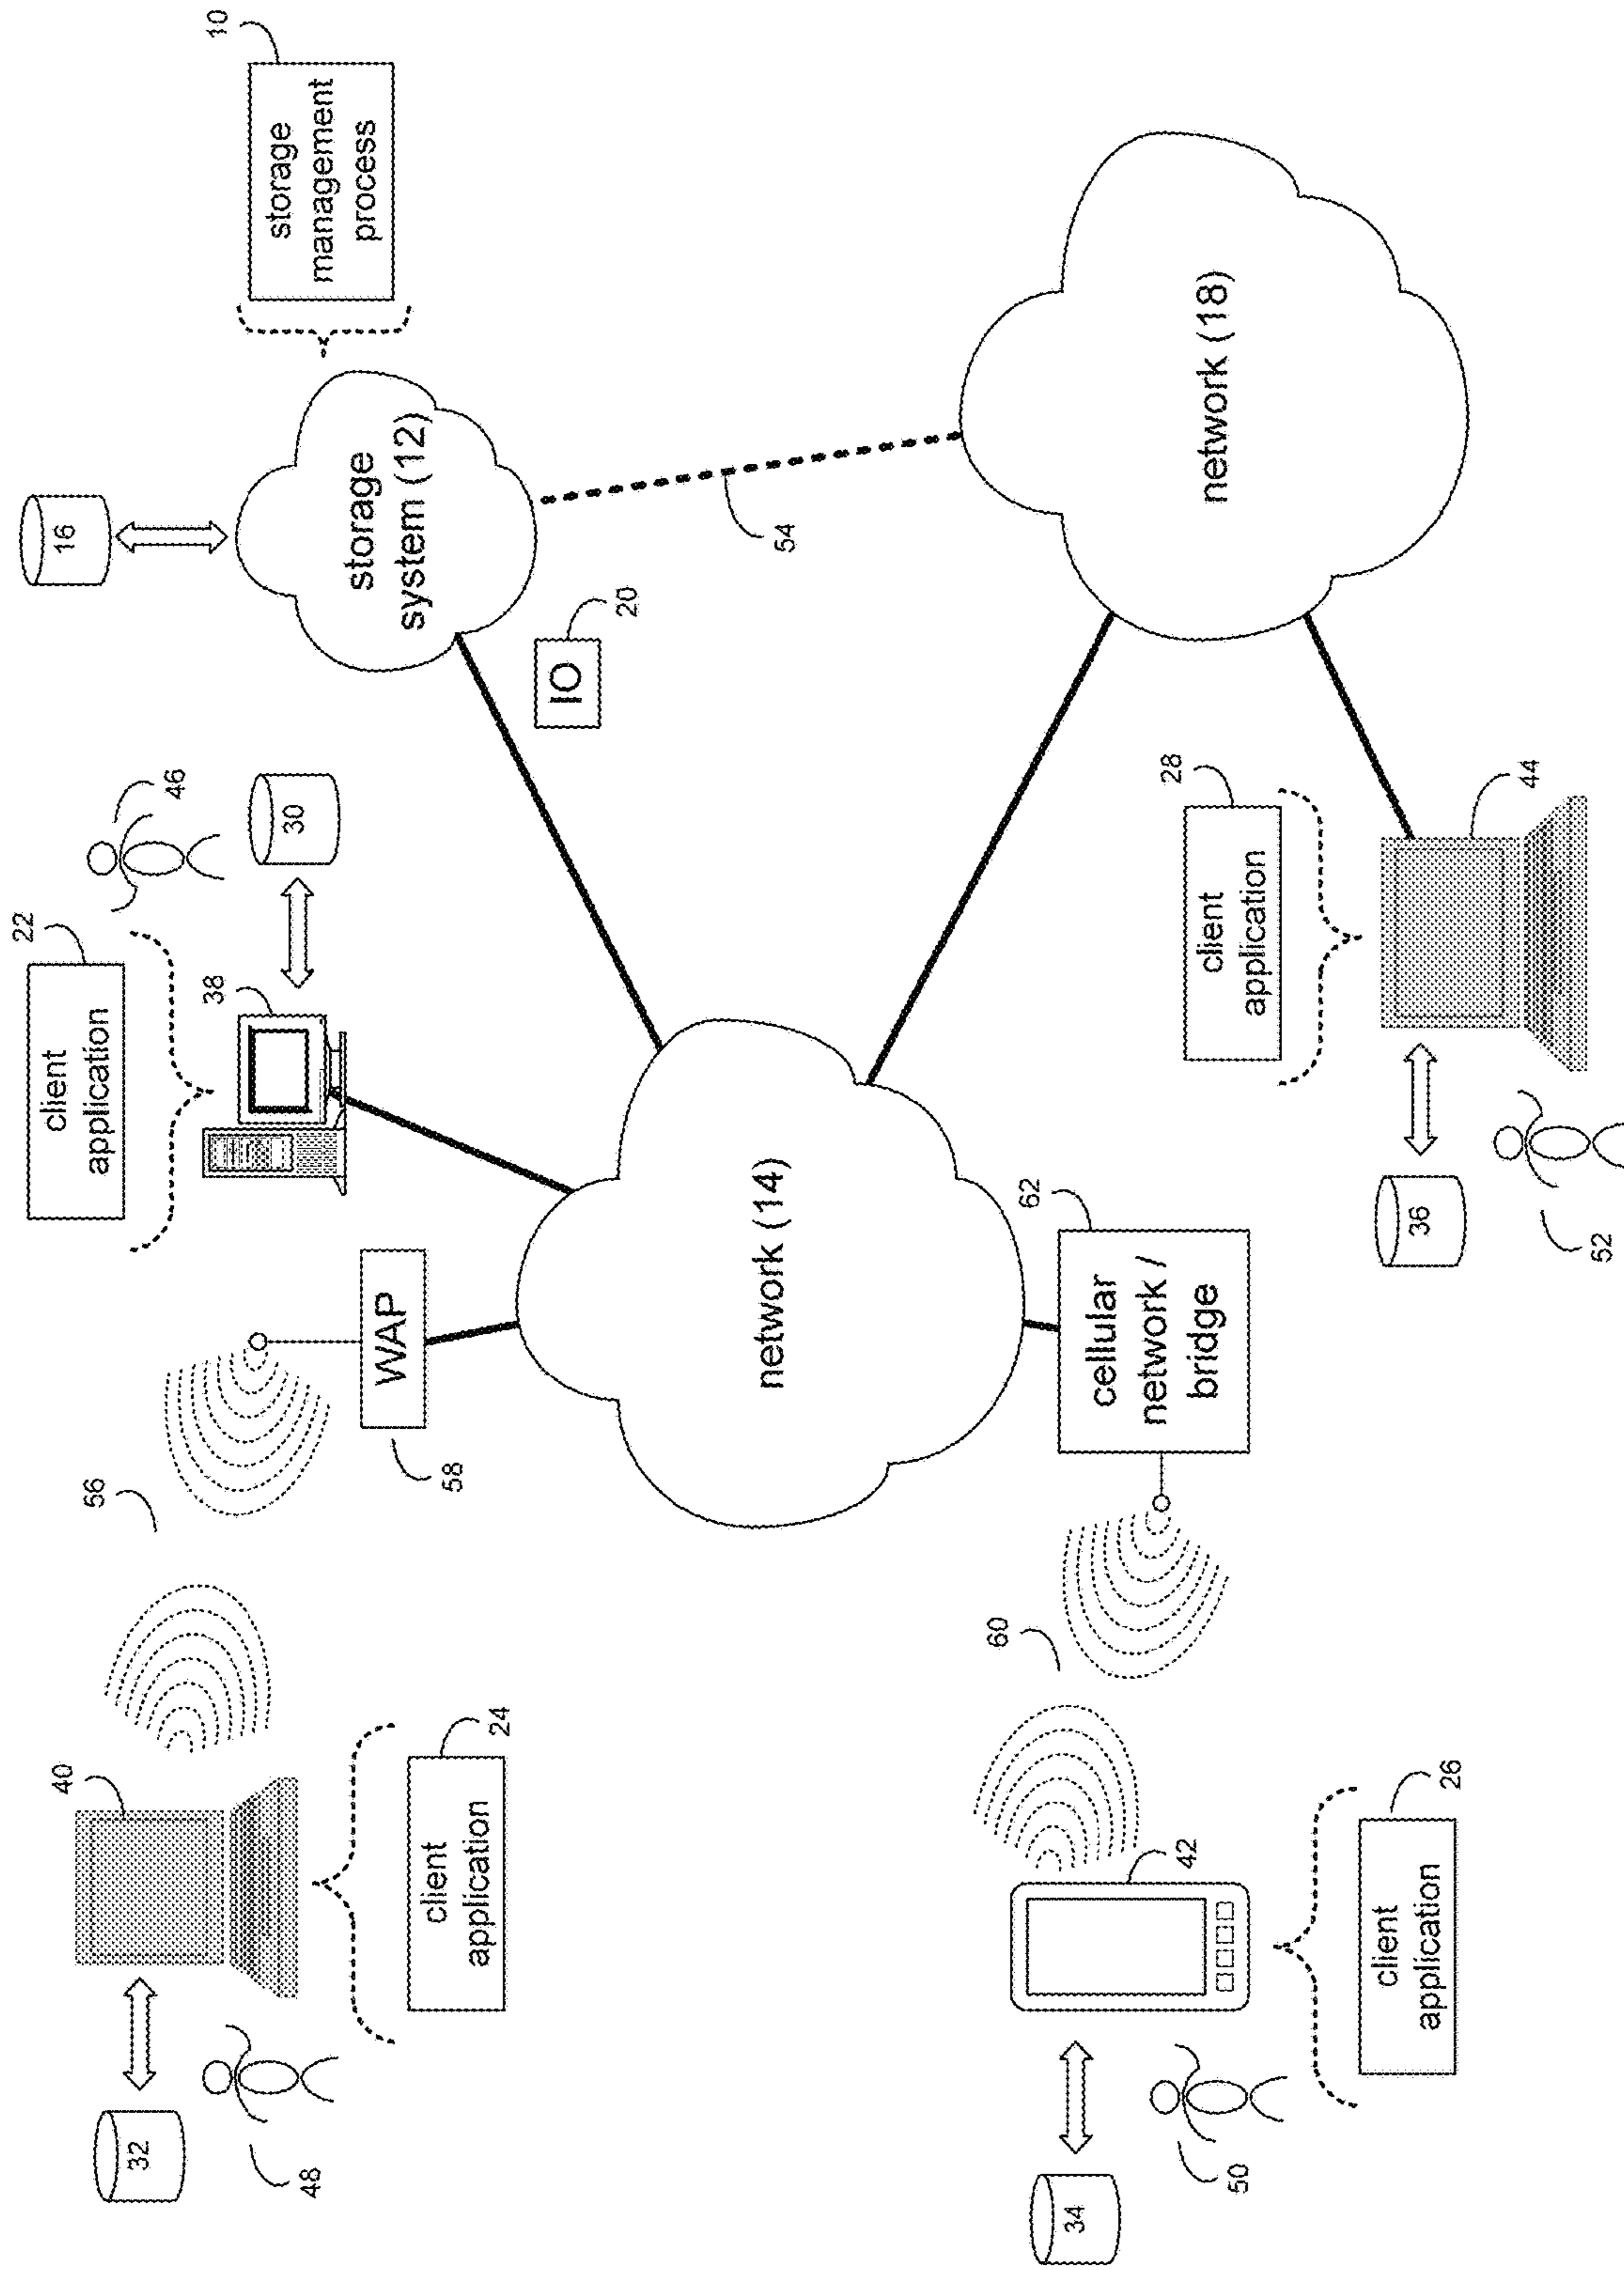 22
16
client
application
40
56
32
46
38
30
10
storage
management
process
48
storage
system (12)
WAP
58
24
client
application
IO
20
network (14)
54
60
62
cellular
network /
bridge
34
42
50
28
client
application
network (18)
26
client
application
36
44
52